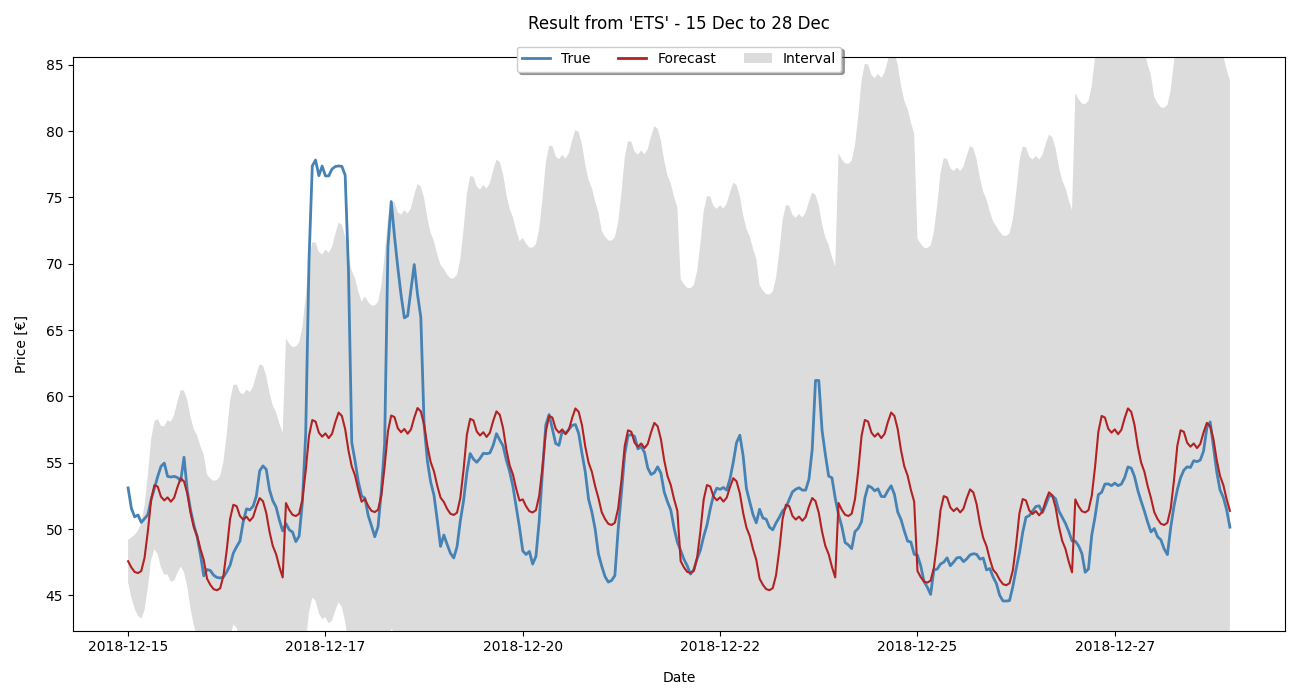 Result from 'ETS' - 15 Dec to 28 Dec
True Forecast Interval
85
80
75
70
65
60
55
50
45
Price [€]
2018-12-15 2018-12-17 2018-12-20 2018-12-22 2018-12-25 2018-12-27
Date